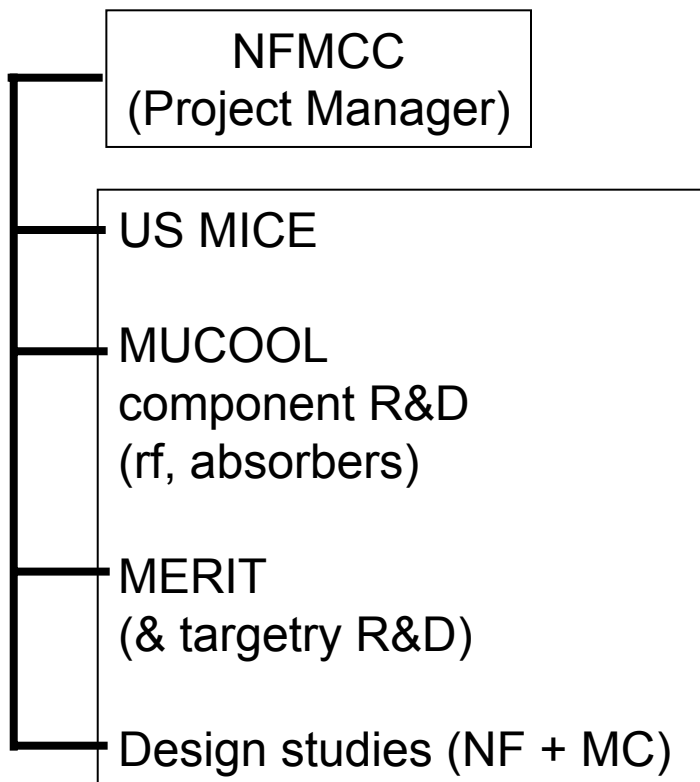 NFMCC
(Project Manager)
US MICE
MUCOOL
component R&D
(rf, absorbers)
MERIT
(& targetry R&D)
Design studies (NF + MC)